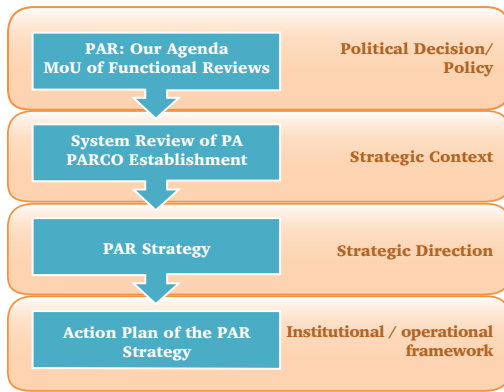 PAR: Our Agenda
MoU of Functional Reviews
Political Decision/
Policy
System Review of PA
PARCO Establishment
Strategic Context
PAR Strategy
Strategic Direction
Action Plan of the PAR
Strategy
Institutional / operational
framework